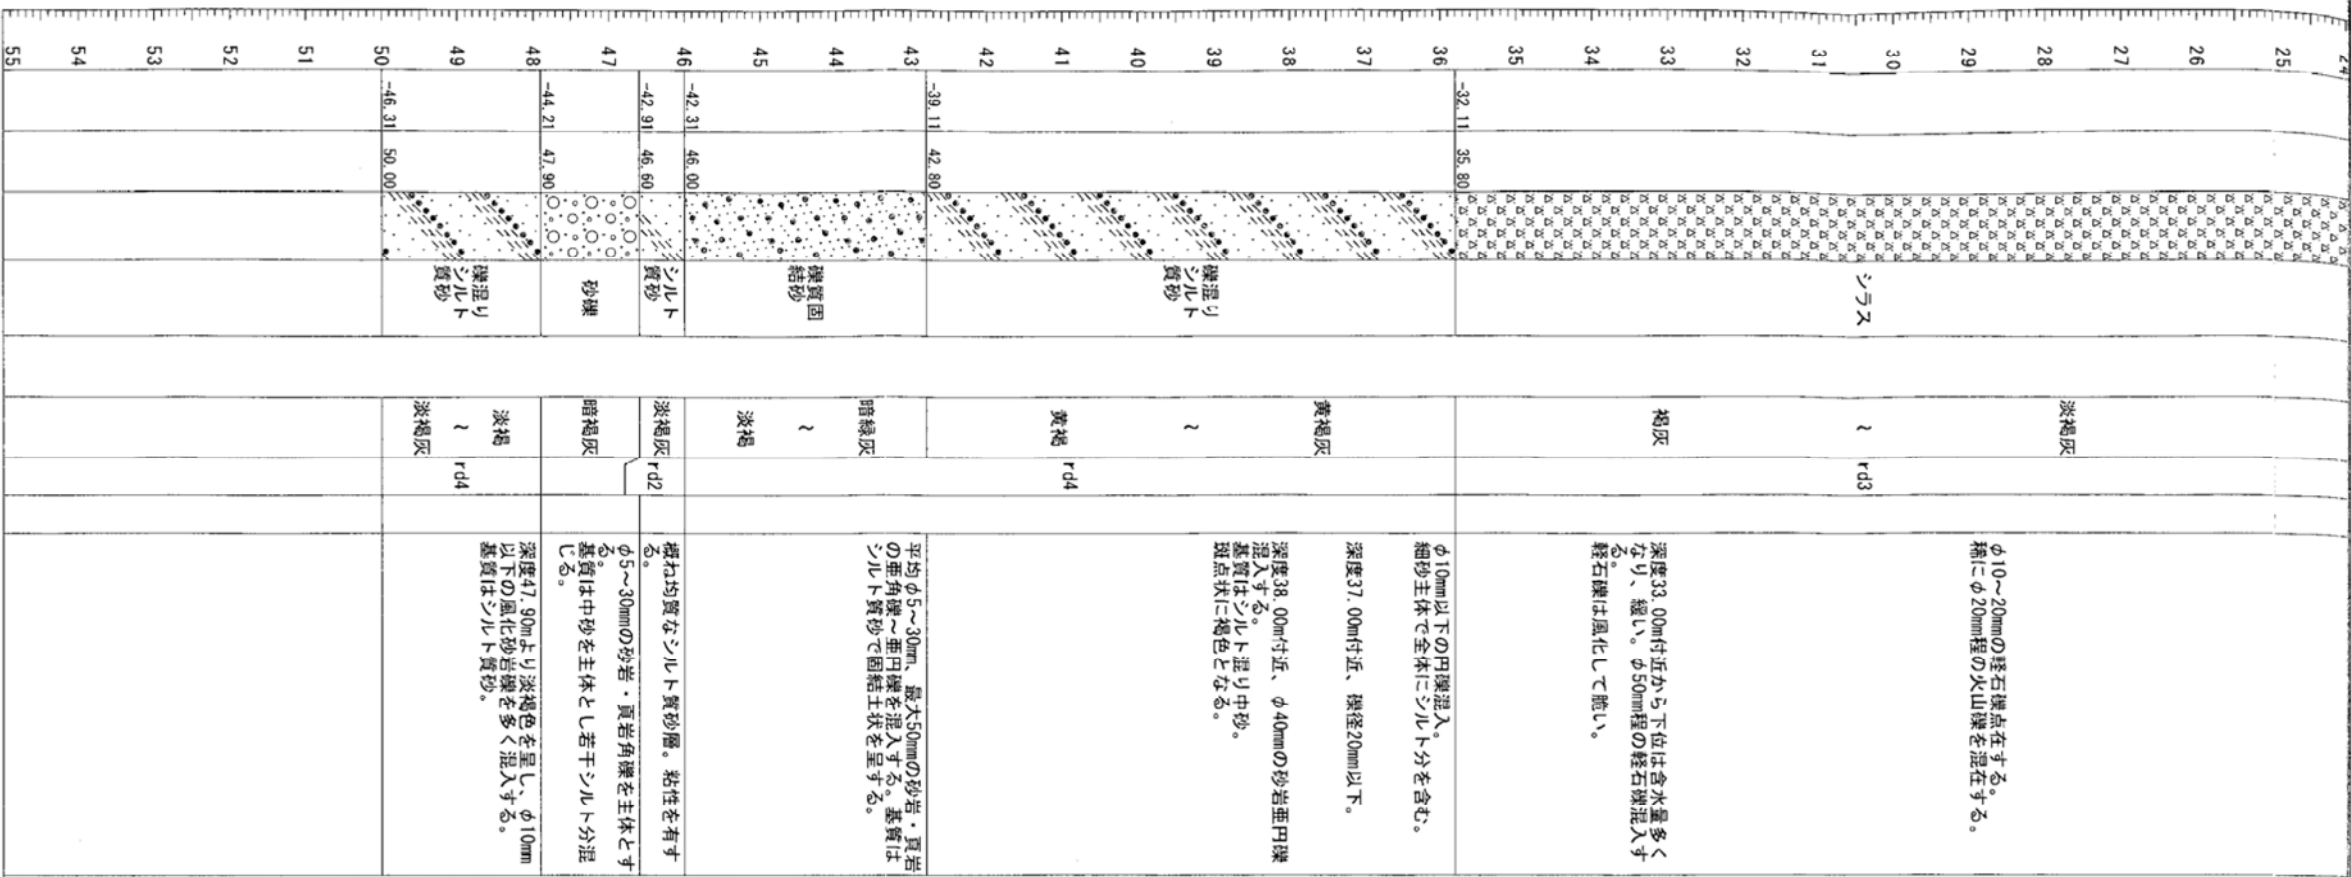 24
25
26
27
28
29
30
31
32
33
34
35
36
37
38
39
40
41
42
43
44
45
46
47
48
49
50
51
52
53
54
55
-32.11
-39.11
-42.31
-42.91
-44.21
-46.31
35.80
42.80
46.00
46.60
47.90
50.00
シラス
礫混り
シルト
質砂
礫質固
結砂
シルト
質砂
砂礫
礫混り
シルト
質砂
淡褐灰
～
褐灰
黄褐灰
～
黄褐
暗緑灰
～
淡褐
淡褐灰
暗褐灰
淡褐
～
淡褐灰
rd3
rd4
rd2
rd4
φ10～20mmの軽石礫点在する。
稀にφ20mm程の火山礫を混在する。
深度33.00m付近から下位は含水量多く
なり、緩い。φ50mm程の軽石礫混入す
る。
軽石礫は風化して脆い。
φ10mm以下の円礫混入。
細砂主体で全体にシルト分を含む。
深度37.00m付近、礫径20mm以下。
深度38.00m付近、φ40mmの砂岩亜円礫
混入する。
基質はシルト混り中砂。
斑点状に褐色となる。
平均φ5～30mm、最大50mmの砂岩・頁岩
の亜角礫～亜円礫を混入する。基質は
シルト質砂で固結土状を呈する。
概ね均質なシルト質砂層。粘性を有す
る。
φ5～30mmの砂岩・頁岩角礫を主体とす
る。
基質は中砂を主体とし若干シルト分混
じる。
深度47.90mより淡褐色を呈し、φ10mm
以下の風化砂岩礫を多く混入する。
基質はシルト質砂。